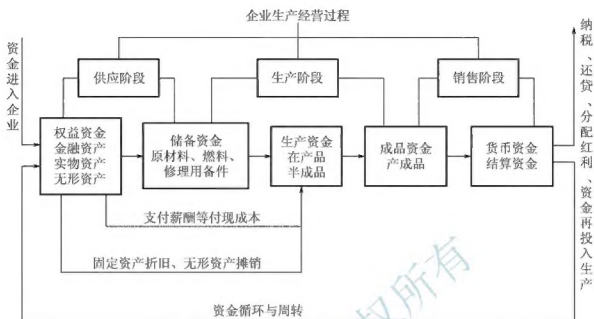 企业生产经营过程
资金进入企业
供应阶段
生产阶段
销售阶段
纳税、还贷、分配红利、资金再投入生产
权益资金
金融资产
实物资产
无形资产
储备资金
原材料、燃料、
修理用备件
生产资金
在产品
半成品
成品资金
产成品
货币资金
结算资金
支付薪酬等付现成本
固定资产折旧、无形资产摊销
资金循环与周转
权所有